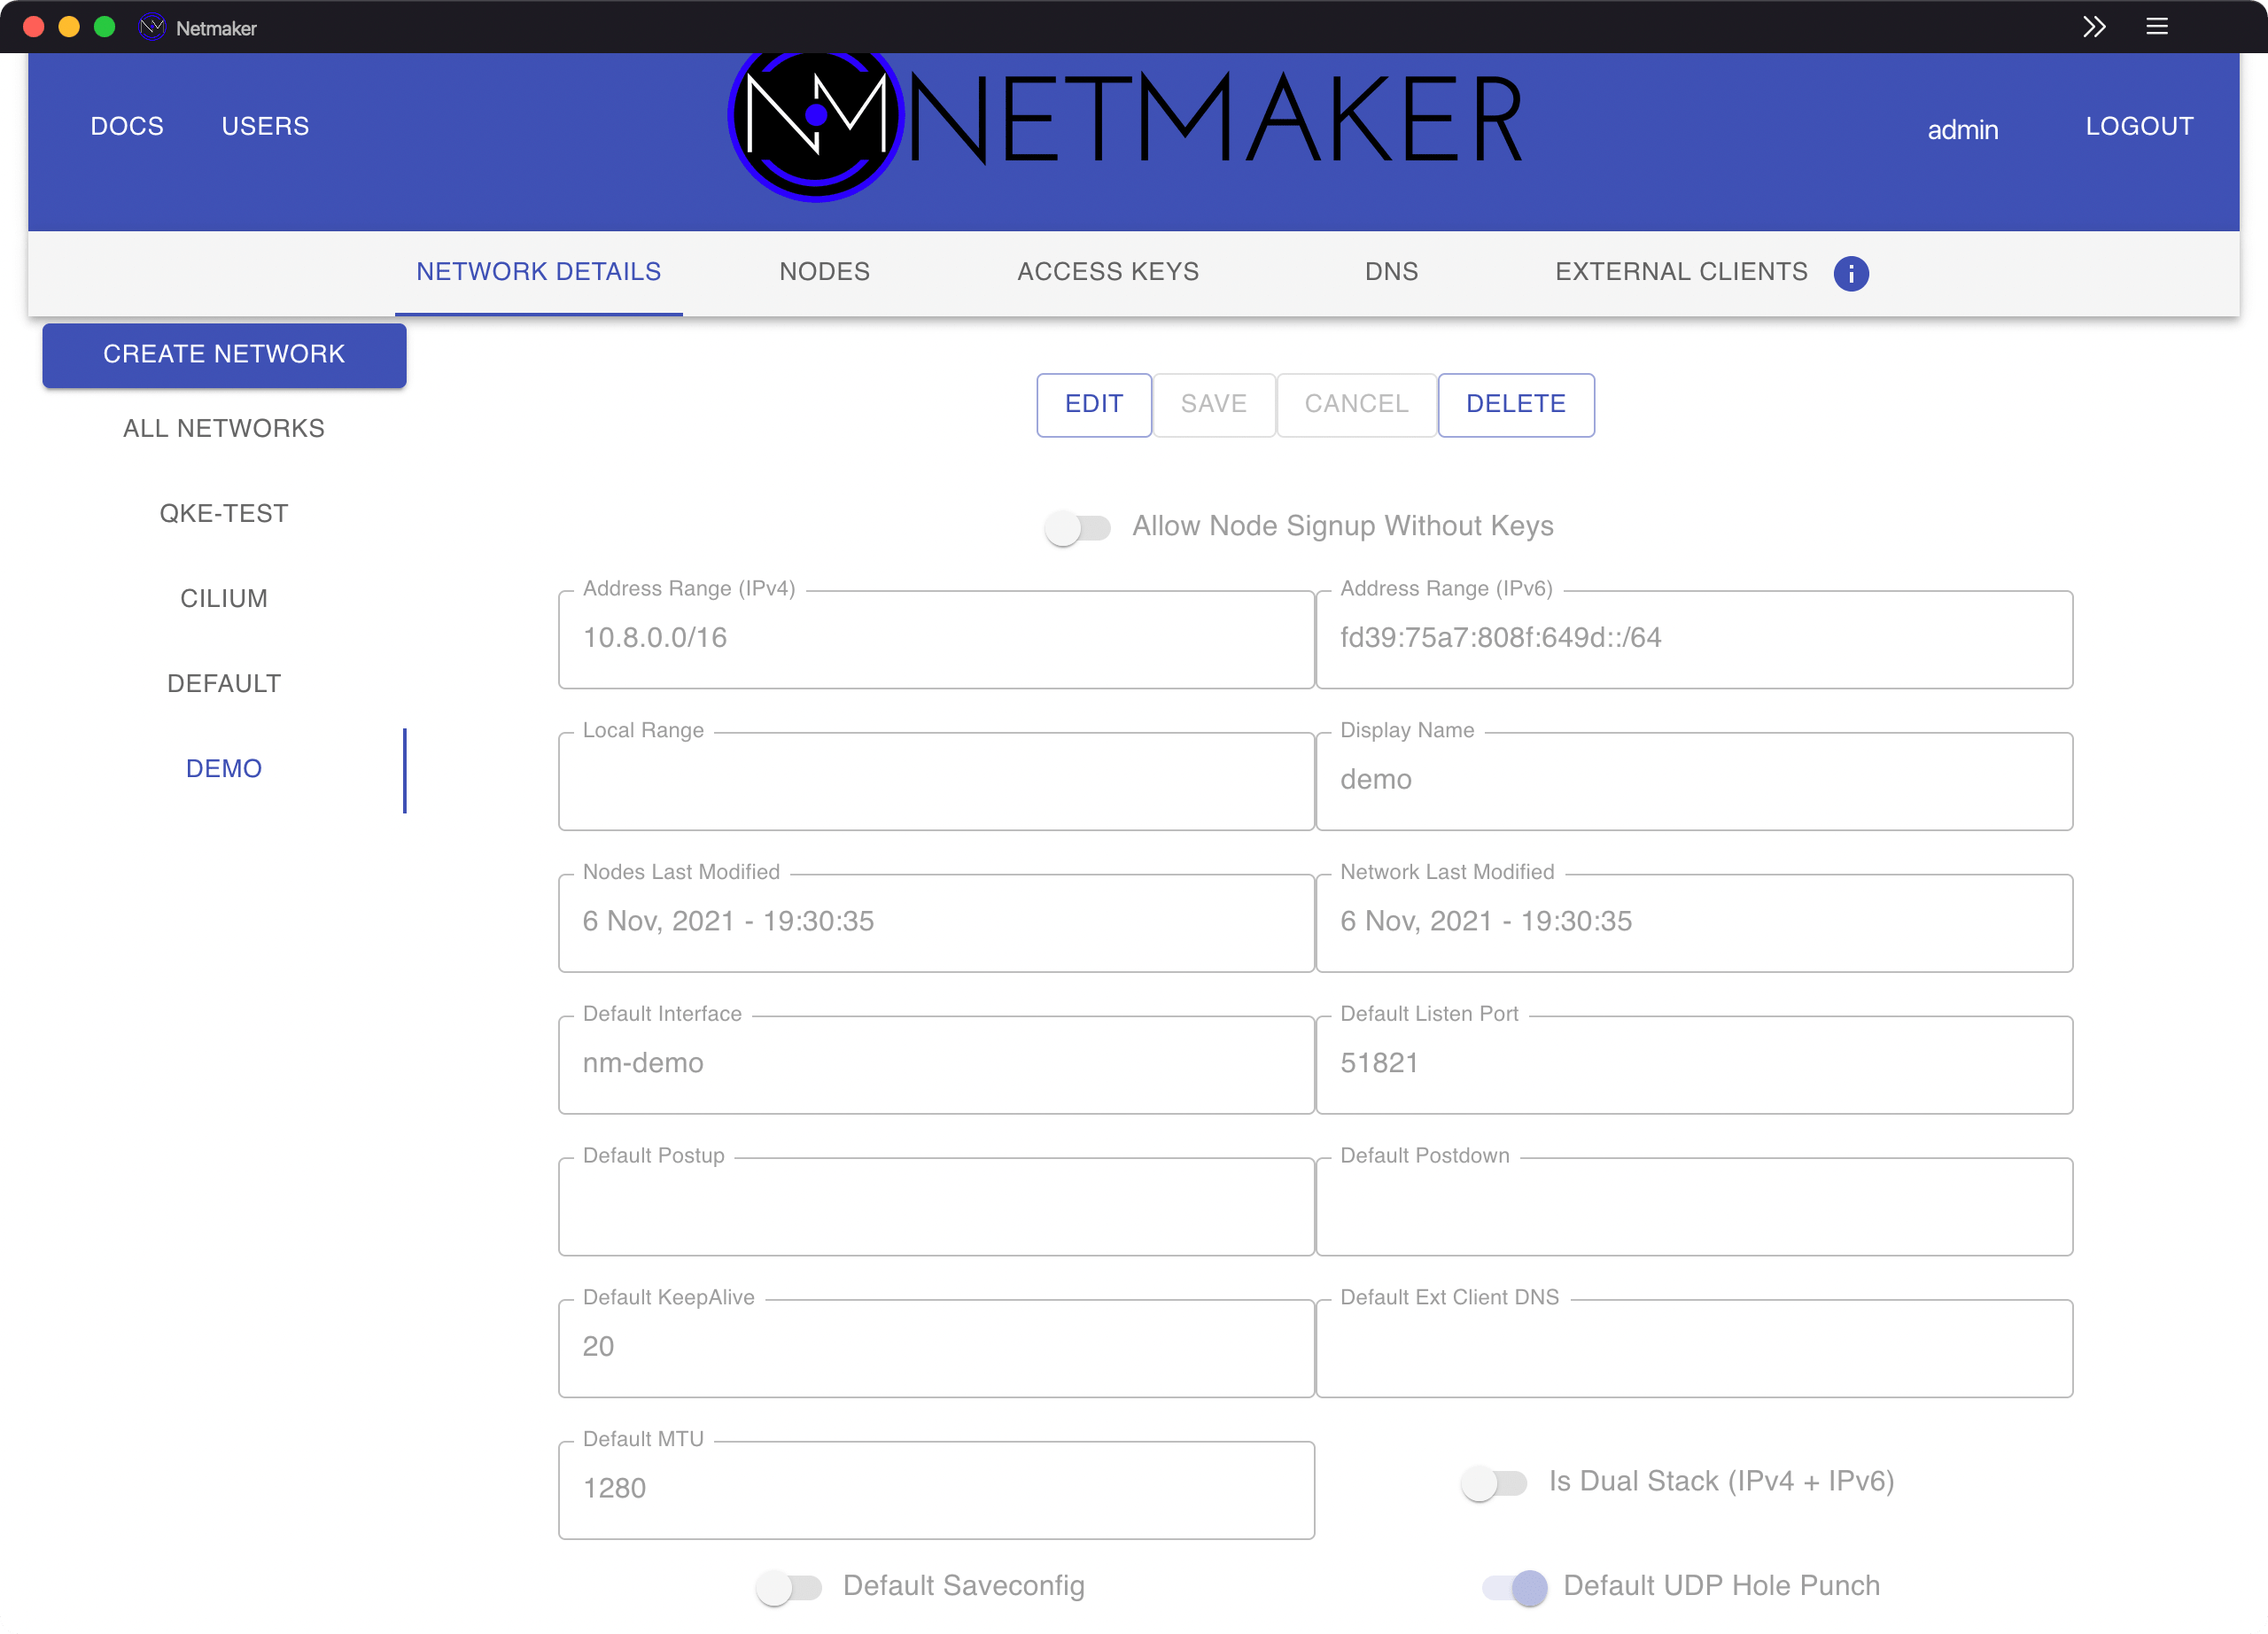 Netmaker
DOCS
USERS
NM NETMAKER
admin
LOGOUT
NETWORK DETAILS
NODES
ACCESS KEYS
DNS
EXTERNAL CLIENTS
i
CREATE NETWORK
ALL NETWORKS
QKE-TEST
CILIUM
DEFAULT
DEMO
EDIT
SAVE
CANCEL
DELETE
Allow Node Signup Without Keys
Address Range (IPv4)
10.8.0.0/16
Address Range (IPv6)
fd39:75a7:808f:649d::/64
Local Range
Display Name
demo
Nodes Last Modified
6 Nov, 2021 - 19:30:35
Network Last Modified
6 Nov, 2021 - 19:30:35
Default Interface
nm-demo
Default Listen Port
51821
Default Postup
Default Postdown
Default KeepAlive
20
Default Ext Client DNS
Default MTU
1280
Is Dual Stack (IPv4 + IPv6)
Default Saveconfig
Default UDP Hole Punch